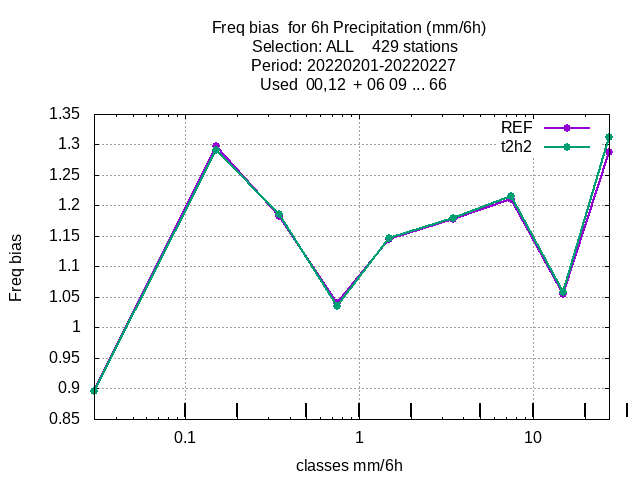 Freq bias  for 6h Precipitation (mm/6h)
Selection: ALL    429 stations
Period: 20220201-20220227
Used  00,12  + 06 09 ... 66
1.35
1.3
1.25
1.2
1.15
1.1
1.05
1
0.95
0.9
0.85
Freq bias
REF
t2h2
0.1
1
10
classes mm/6h